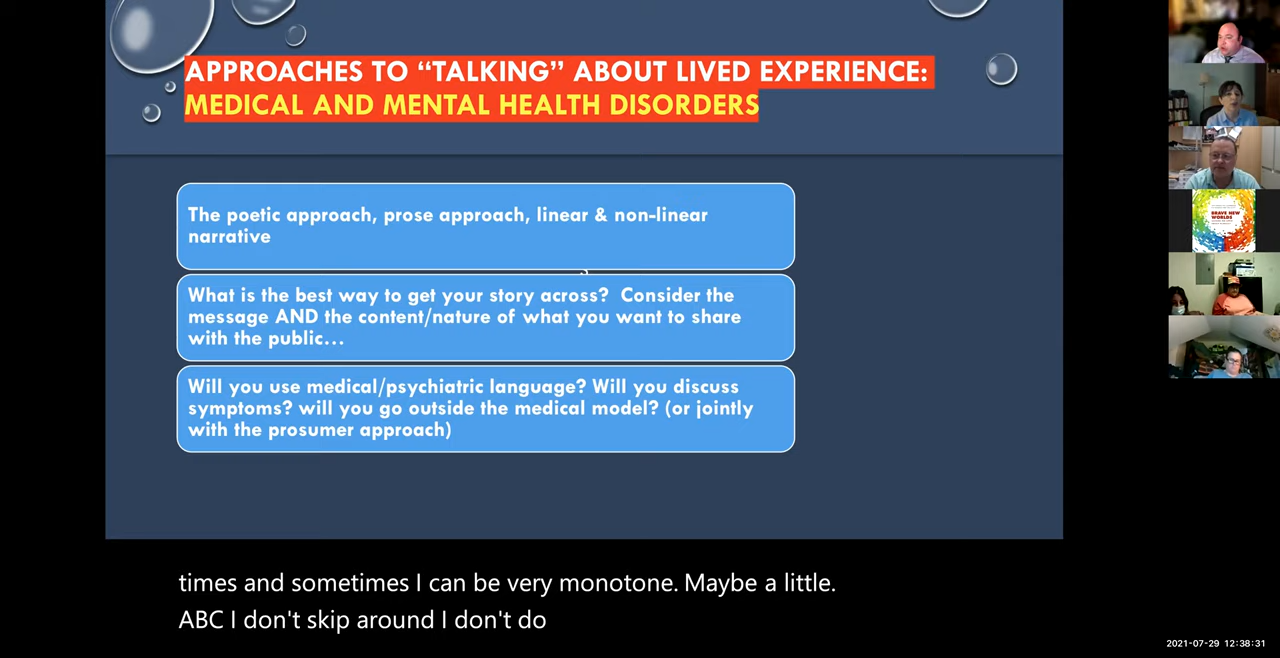 APPROACHES TO “TALKING” ABOUT LIVED EXPERIENCE:
MEDICAL AND MENTAL HEALTH DISORDERS
The poetic approach, prose approach, linear & non-linear
narrative
What is the best way to get your story across?  Consider the
message AND the content/nature of what you want to share
with the public...
Will you use medical/psychiatric language? Will you discuss
symptoms? will you go outside the medical model? (or jointly
with the prosumer approach)
BRAVE NEW
WORLDS
times and sometimes I can be very monotone. Maybe a little.
ABC I don't skip around I don't do
2021-07-29 12:38:31